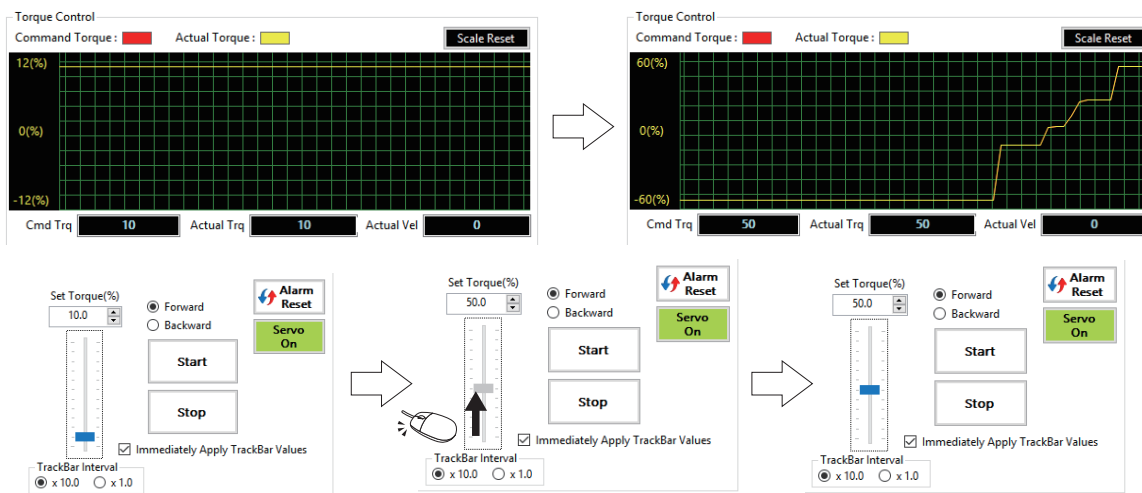 Torque Control
Command Torque : Actual Torque : Scale Reset
12(%)
0(%)
-12(%)
Cmd Trq 10 Actual Trq 10 Actual Vel 0
Torque Control
Command Torque : Actual Torque : Scale Reset
60(%)
0(%)
-60(%)
Cmd Trq 50 Actual Trq 50 Actual Vel 0
Set Torque(%)
10.0
Forward
Backward
Alarm
Reset
Servo
On
Start
Stop
Immediately Apply TrackBar Values
TrackBar Interval
x 10.0 x 1.0
Set Torque(%)
50.0
Forward
Backward
Alarm
Reset
Servo
On
Start
Stop
Immediately Apply TrackBar Values
TrackBar Interval
x 10.0 x 1.0
Set Torque(%)
50.0
Forward
Backward
Alarm
Reset
Servo
On
Start
Stop
Immediately Apply TrackBar Values
TrackBar Interval
x 10.0 x 1.0